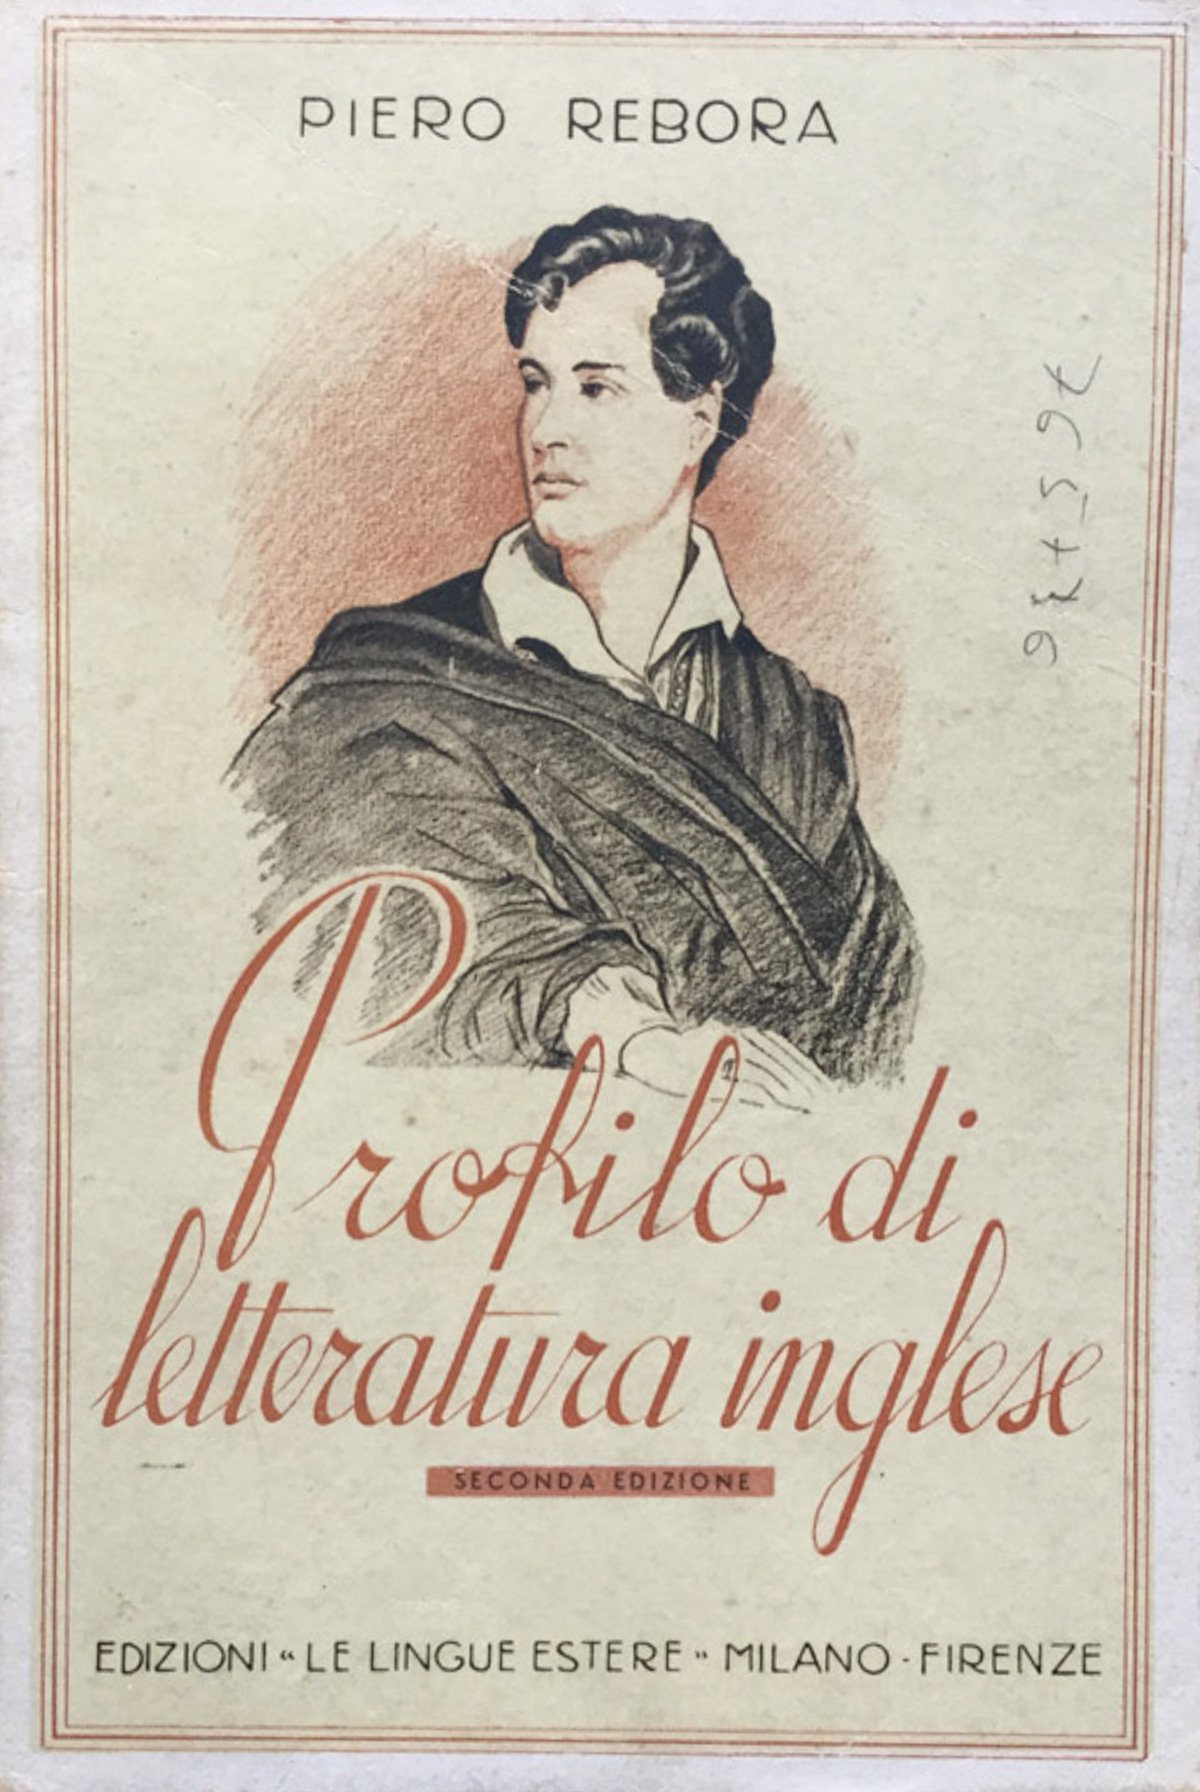 PIERO REBORA
Profilo di
letteratura inglese
SECONDA EDIZIONE
EDIZIONI “LE LINGUE ESTERE” MILANO - FIRENZE